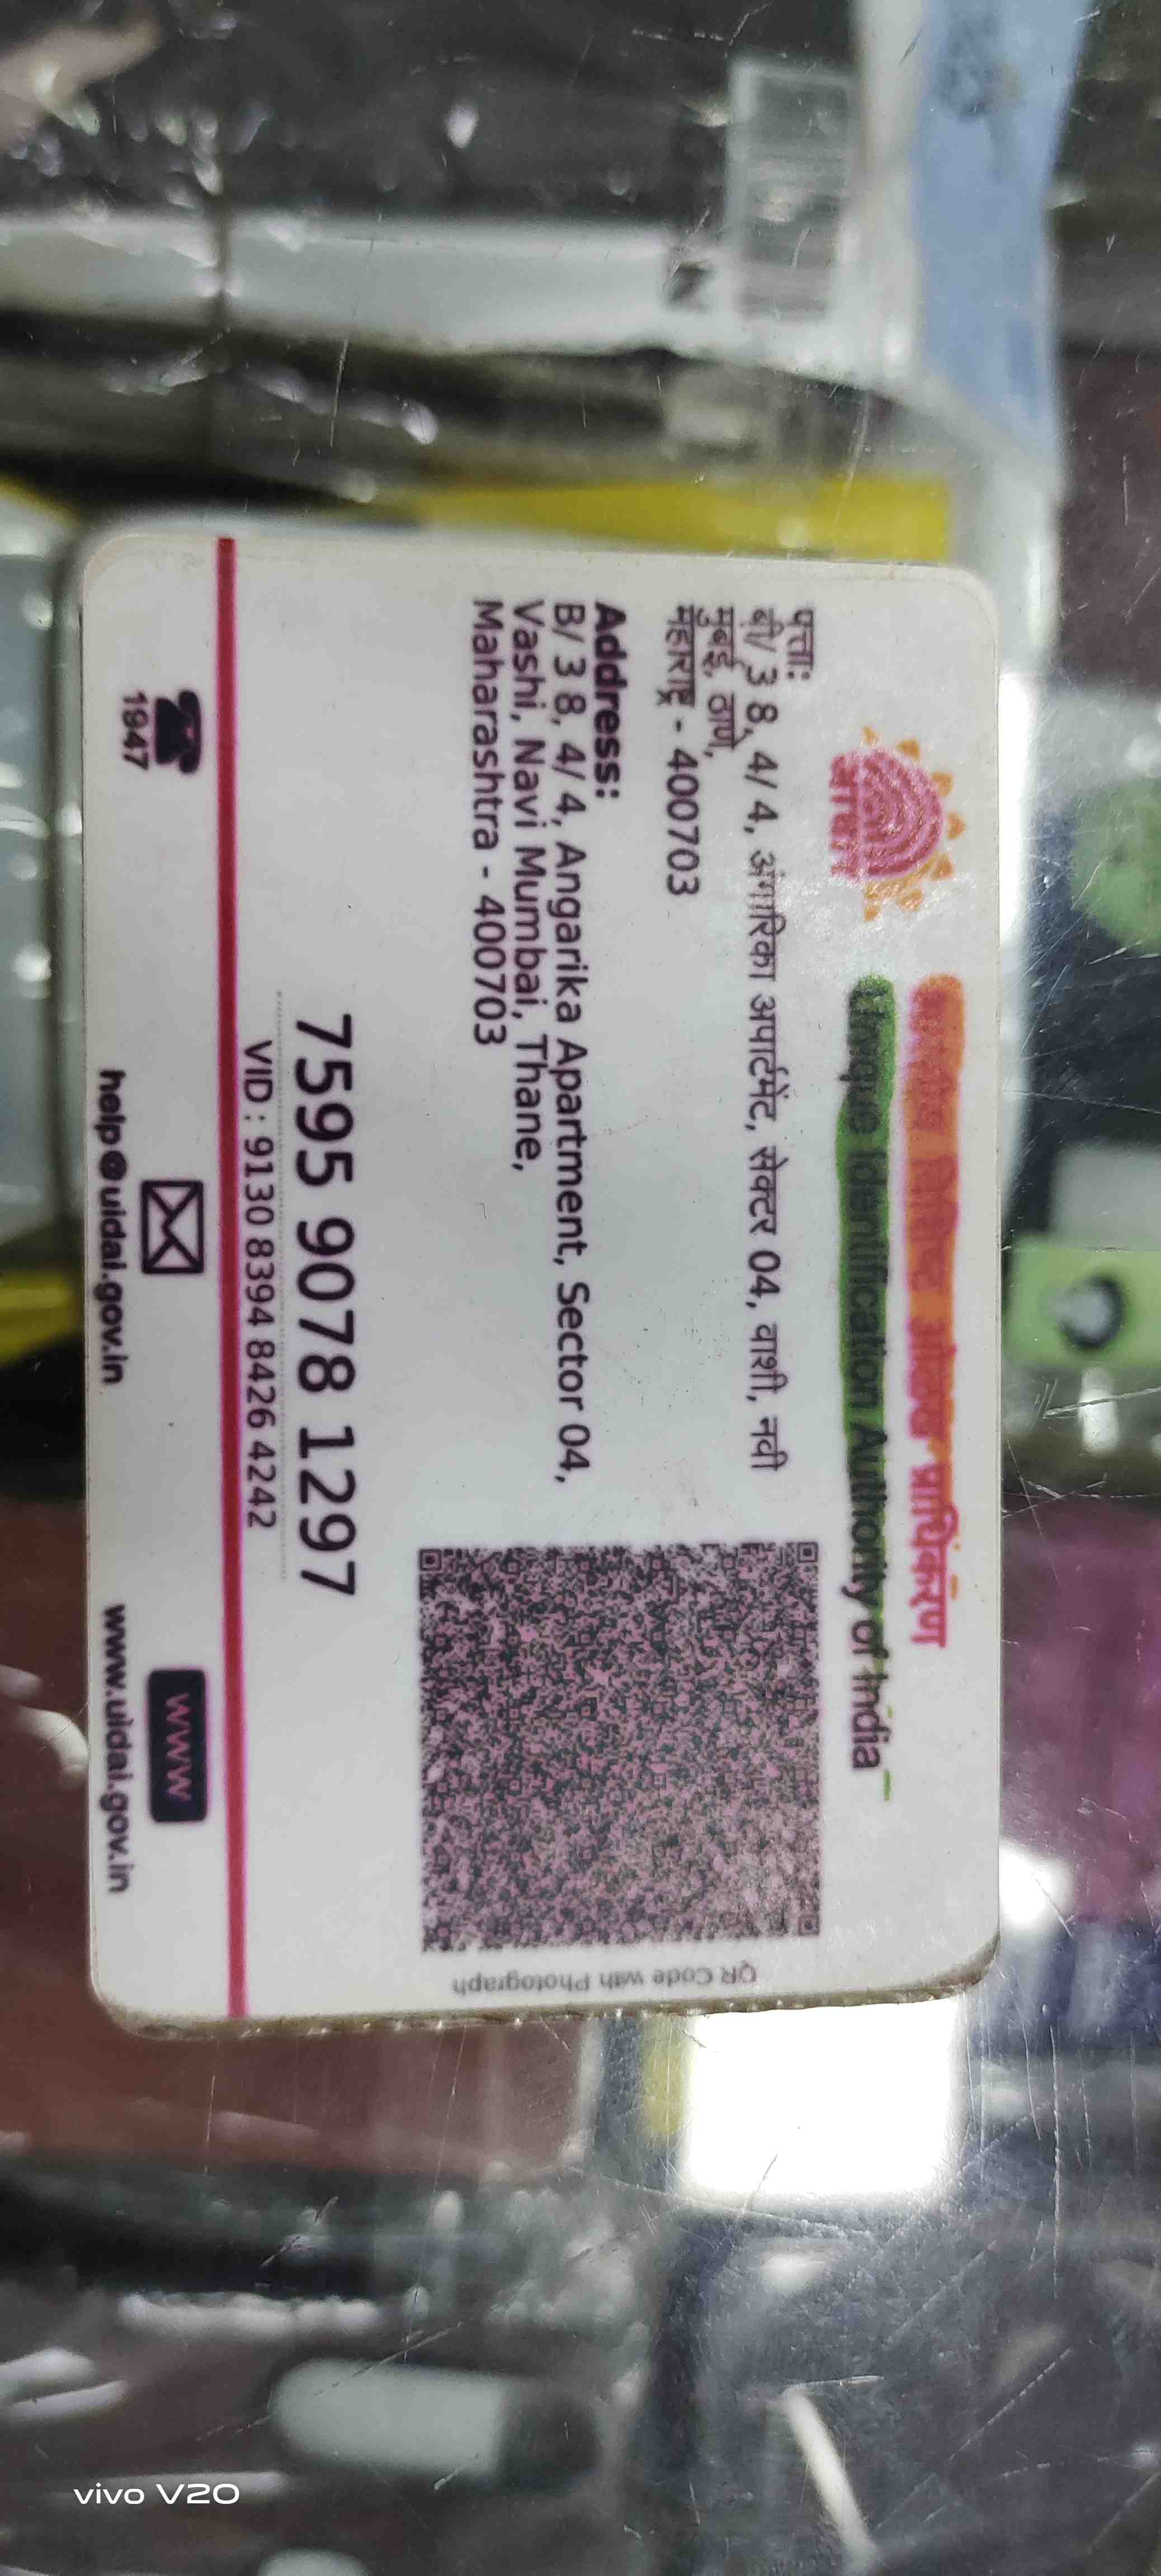 भारतीय विशिष्ट ओळख प्राधिकरण
Unique Identification Authority of India
आधार
पत्ता:
बी/ 3 8, 4/ 4, अंगारिका अपार्टमेंट, सेक्टर 04, वाशी, नवी
मुंबई, ठाणे,
महाराष्ट्र - 400703
Address:
B/ 3 8, 4/ 4, Angarika Apartment, Sector 04,
Vashi, Navi Mumbai, Thane,
Maharashtra - 400703
QR Code with Photograph
7595 9078 1297
VID : 9130 8394 8426 4242
1947
help@uidai.gov.in
www
www.uidai.gov.in
N
vivo V20